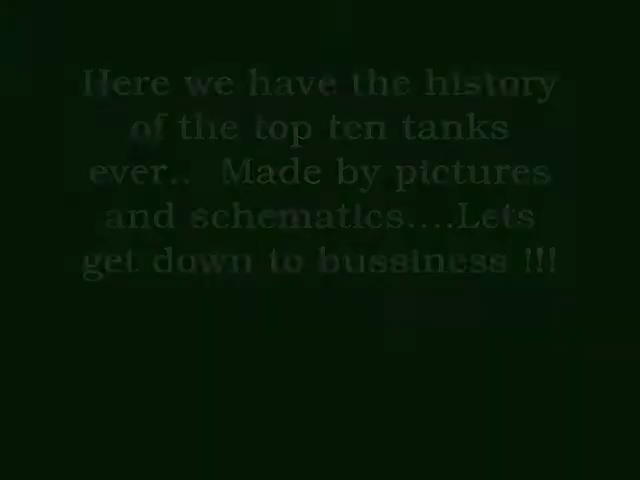 Here we have the history
of the top ten tanks
ever..  Made by pictures
and schematics....Lets
get down to bussiness !!!